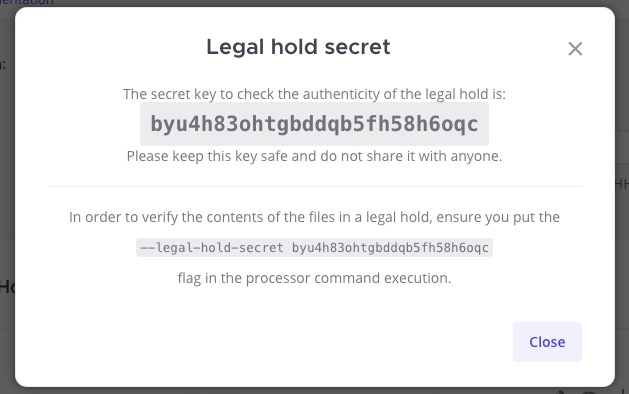 Legal hold secret
The secret key to check the authenticity of the legal hold is:
byu4h83ohtgbddqb5fh58h6oqc
Please keep this key safe and do not share it with anyone.
In order to verify the contents of the files in a legal hold, ensure you put the
--legal-hold-secret byu4h83ohtgbddqb5fh58h6oqc
flag in the processor command execution.
Close